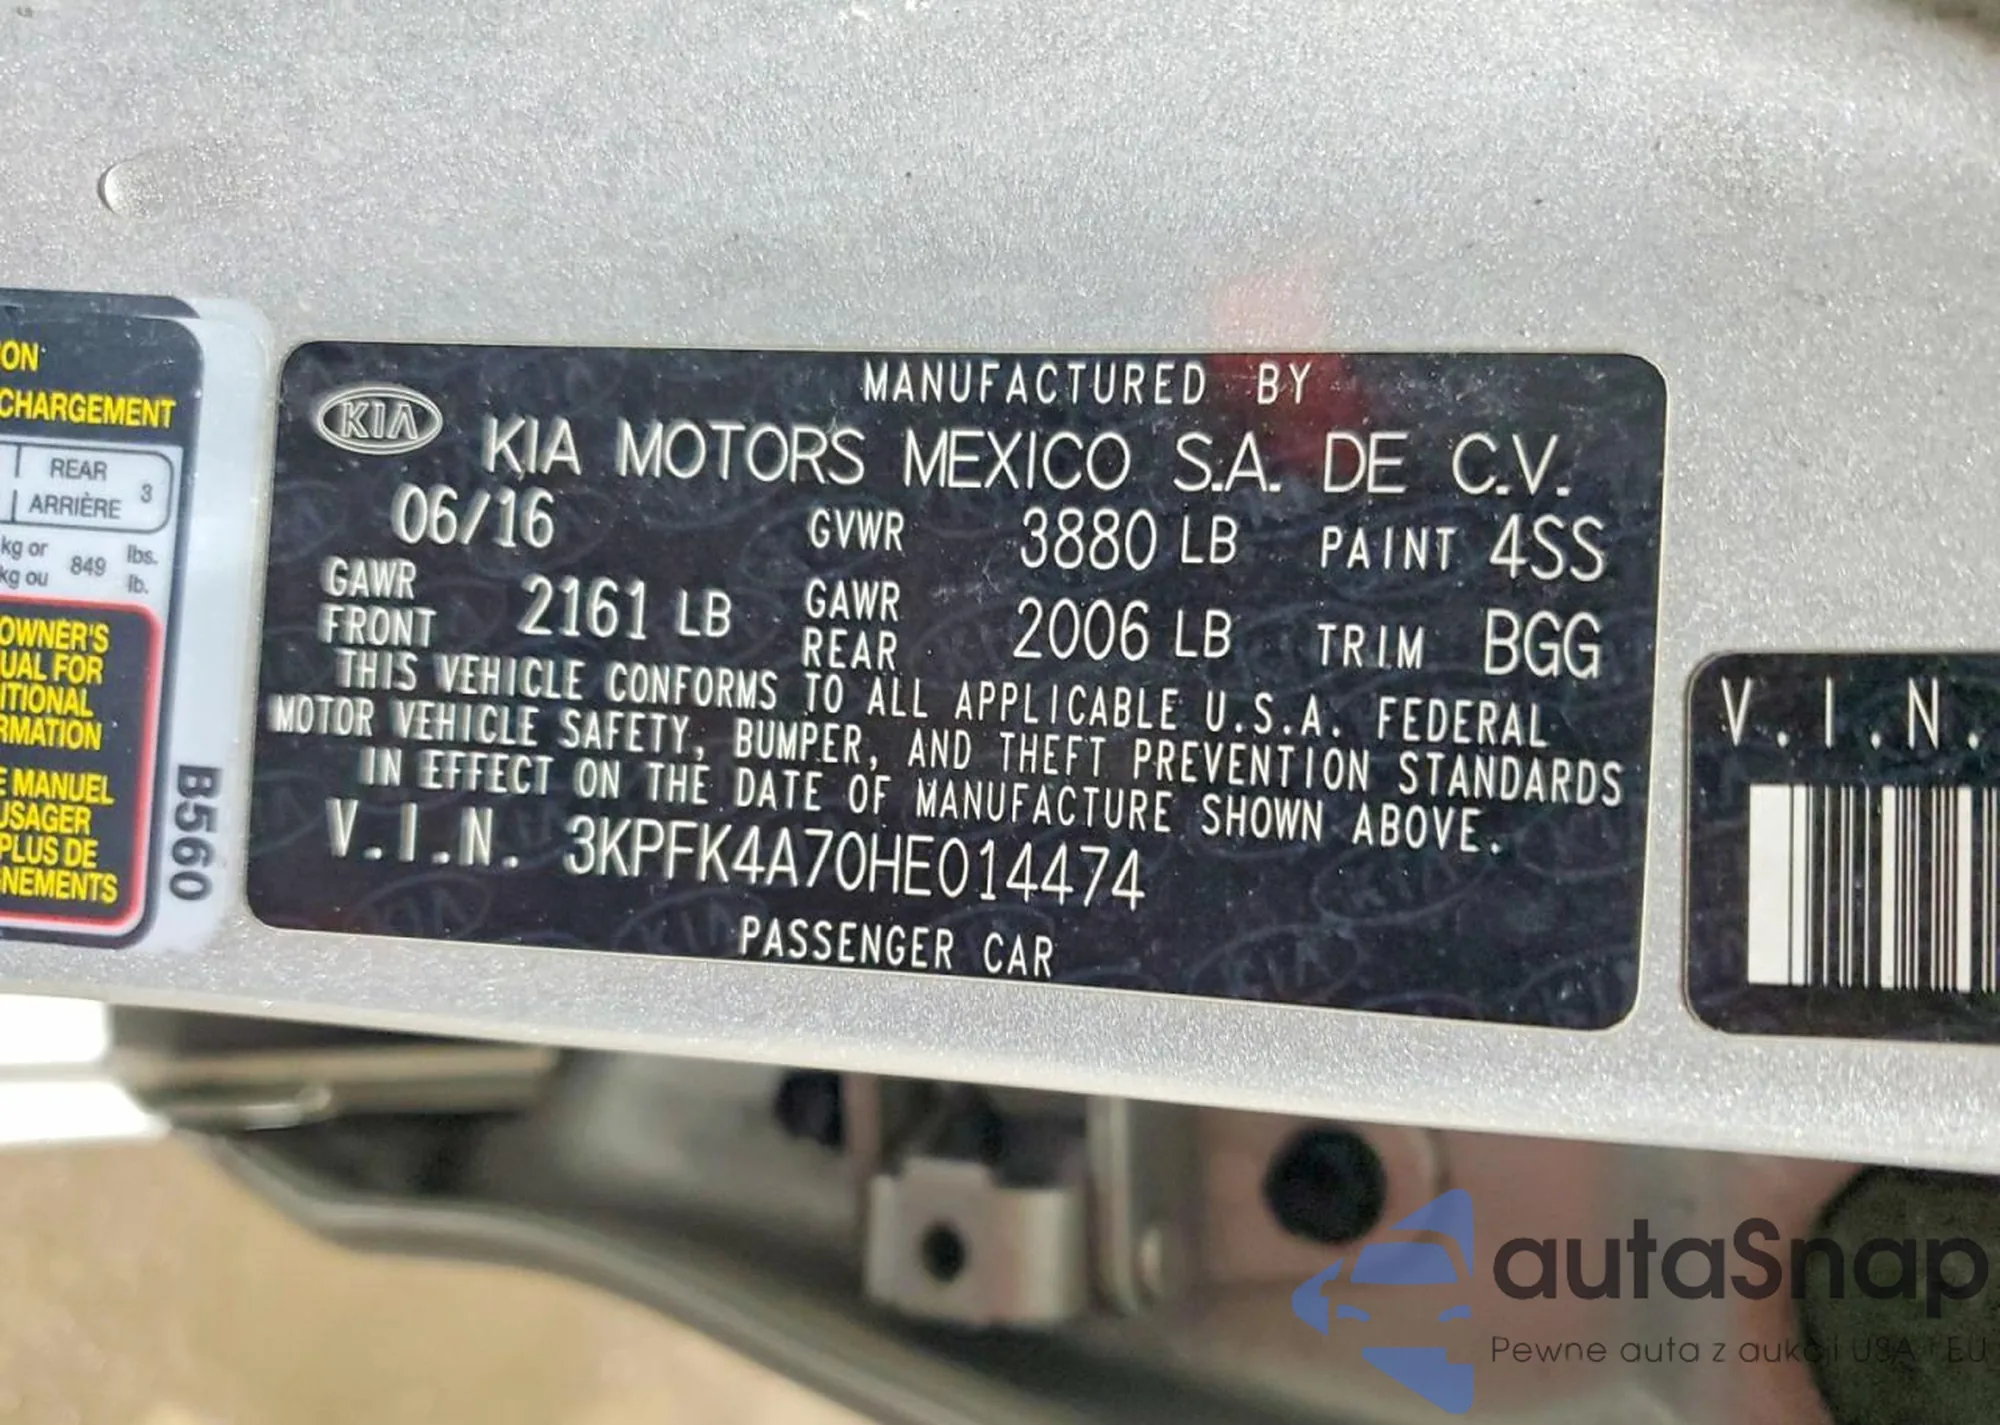 ON
CHARGEMENT
REAR
ARRIÈRE
3
kg or
kg ou
849
lbs.
lb.
OWNER'S
UAL FOR
ITIONAL
RMATION
E MANUEL
USAGER
PLUS DE
GNEMENTS
B560
MANUFACTURED BY
KIA
KIA MOTORS MEXICO S.A. DE C.V.
06/16 GVWR 3880 LB PAINT 4SS
GAWR FRONT 2161 LB GAWR REAR 2006 LB TRIM BGG
THIS VEHICLE CONFORMS TO ALL APPLICABLE U.S.A. FEDERAL
MOTOR VEHICLE SAFETY, BUMPER, AND THEFT PREVENTION STANDARDS
IN EFFECT ON THE DATE OF MANUFACTURE SHOWN ABOVE.
V.I.N. 3KPFK4A70HE014474
PASSENGER CAR
V.I.N.
autaSnap
Pewne auta z aukcji USA i EU